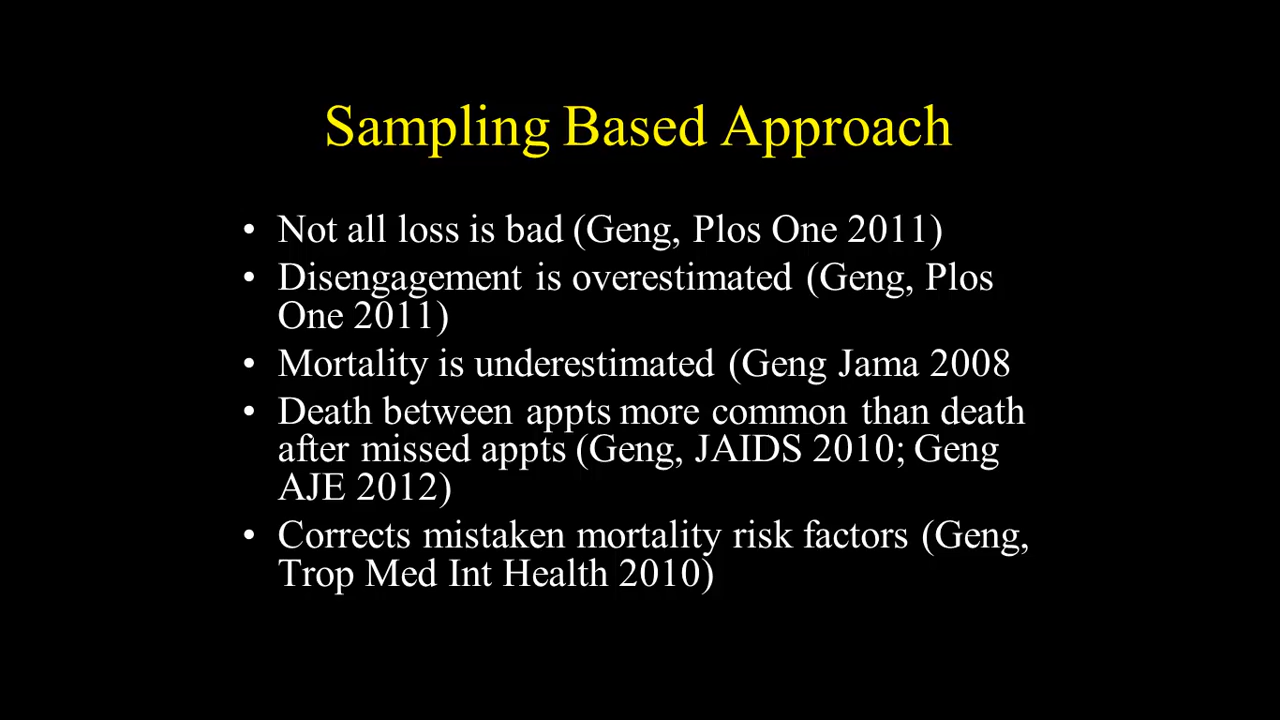 Sampling Based Approach
• Not all loss is bad (Geng, Plos One 2011)
• Disengagement is overestimated (Geng, Plos
One 2011)
• Mortality is underestimated (Geng Jama 2008
• Death between appts more common than death
after missed appts (Geng, JAIDS 2010; Geng
AJE 2012)
• Corrects mistaken mortality risk factors (Geng,
Trop Med Int Health 2010)